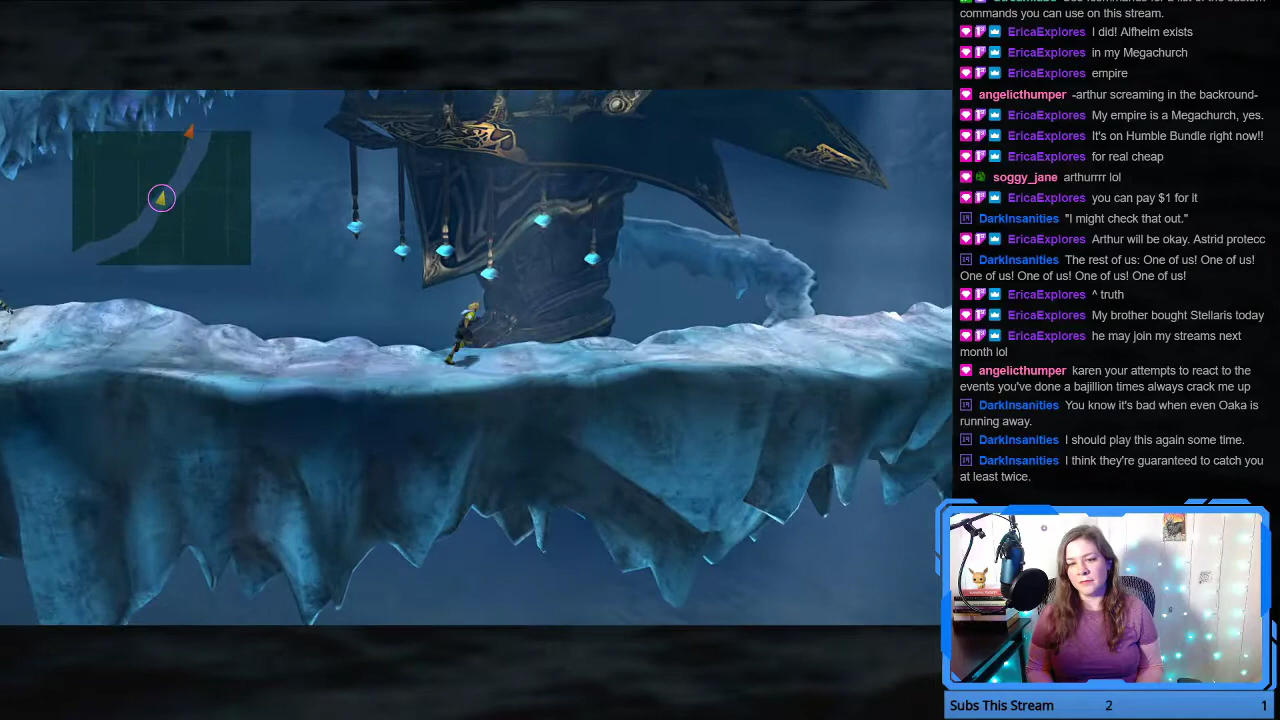 commands you can use on this stream.
EricaExplores I did! Alfheim exists
EricaExplores in my Megachurch
EricaExplores empire
angelicthumper -arthur screaming in the backround-
EricaExplores My empire is a Megachurch, yes.
EricaExplores It's on Humble Bundle right now!!
EricaExplores for real cheap
soggy_jane arthurrrr lol
EricaExplores you can pay $1 for it
DarkInsanities "I might check that out."
EricaExplores Arthur will be okay. Astrid protecc
DarkInsanities The rest of us: One of us! One of us!
One of us! One of us! One of us! One of us!
EricaExplores ^ truth
EricaExplores My brother bought Stellaris today
EricaExplores he may join my streams next
month lol
angelicthumper karen your attempts to react to the
events you've done a bajillion times always crack me up
DarkInsanities You know it's bad when even Oaka is
running away.
DarkInsanities I should play this again some time.
DarkInsanities I think they're guaranteed to catch you
at least twice.
Subs This Stream 2 1